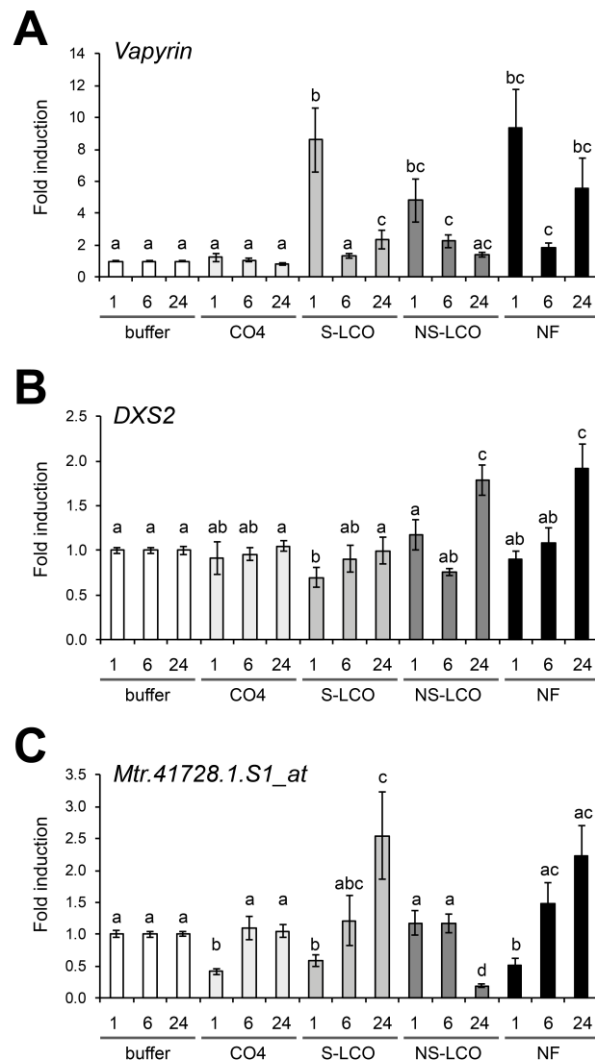 A
Vapyrin
Fold induction
14
12
10
8
6
4
2
0
a a a a a a b a c bc c ac bc c bc
1 6 24 1 6 24 1 6 24 1 6 24 1 6 24
buffer CO4 S-LCO NS-LCO NF
B
DXS2
Fold induction
2.5
2.0
1.5
1.0
0.5
0.0
a a a ab ab a b ab a a ab c ab ab c
1 6 24 1 6 24 1 6 24 1 6 24 1 6 24
buffer CO4 S-LCO NS-LCO NF
C
Mtr.41728.1.S1_at
Fold induction
3.5
3.0
2.5
2.0
1.5
1.0
0.5
0.0
a a a b a a b abc c a a d b ac ac
1 6 24 1 6 24 1 6 24 1 6 24 1 6 24
buffer CO4 S-LCO NS-LCO NF